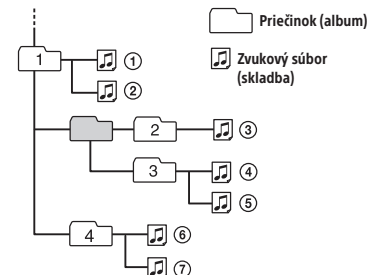 Priečinok (album)
1 ①
Zvukový súbor
(skladba)
②
2 ③
3 ④
⑤
4 ⑥
⑦